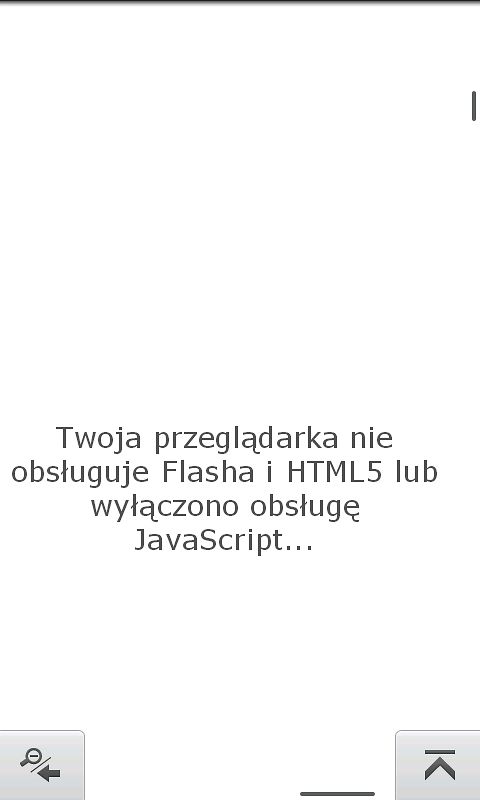 Twoja przeglądarka nie
obsługuje Flasha i HTML5 lub
wyłączono obsługę
JavaScript...